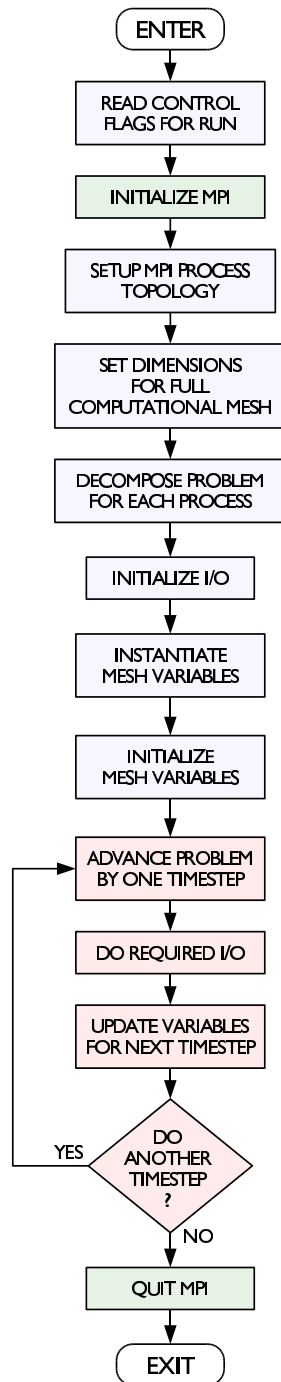 ENTER
READ CONTROL
FLAGS FOR RUN
INITIALIZE MPI
SETUP MPI PROCESS
TOPOLOGY
SET DIMENSIONS
FOR FULL
COMPUTATIONAL MESH
DECOMPOSE PROBLEM
FOR EACH PROCESS
INITIALIZE I/O
INSTANTIATE
MESH VARIABLES
INITIALIZE
MESH VARIABLES
ADVANCE PROBLEM
BY ONE TIMESTEP
DO REQUIRED I/O
UPDATE VARIABLES
FOR NEXT TIMESTEP
DO
ANOTHER
TIMESTEP
?
YES
NO
QUIT MPI
EXIT